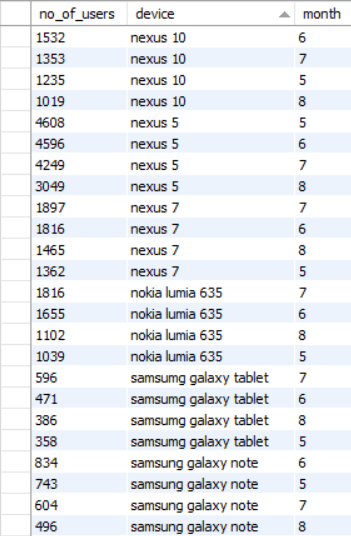 no_of_users device month
1532 nexus 10 6
1353 nexus 10 7
1235 nexus 10 5
1019 nexus 10 8
4608 nexus 5 5
4596 nexus 5 6
4249 nexus 5 7
3049 nexus 5 8
1897 nexus 7 7
1816 nexus 7 6
1465 nexus 7 8
1362 nexus 7 5
1816 nokia lumia 635 7
1655 nokia lumia 635 6
1102 nokia lumia 635 8
1039 nokia lumia 635 5
596 samsumg galaxy tablet 7
471 samsumg galaxy tablet 6
386 samsumg galaxy tablet 8
358 samsumg galaxy tablet 5
834 samsung galaxy note 6
743 samsung galaxy note 5
604 samsung galaxy note 7
496 samsung galaxy note 8